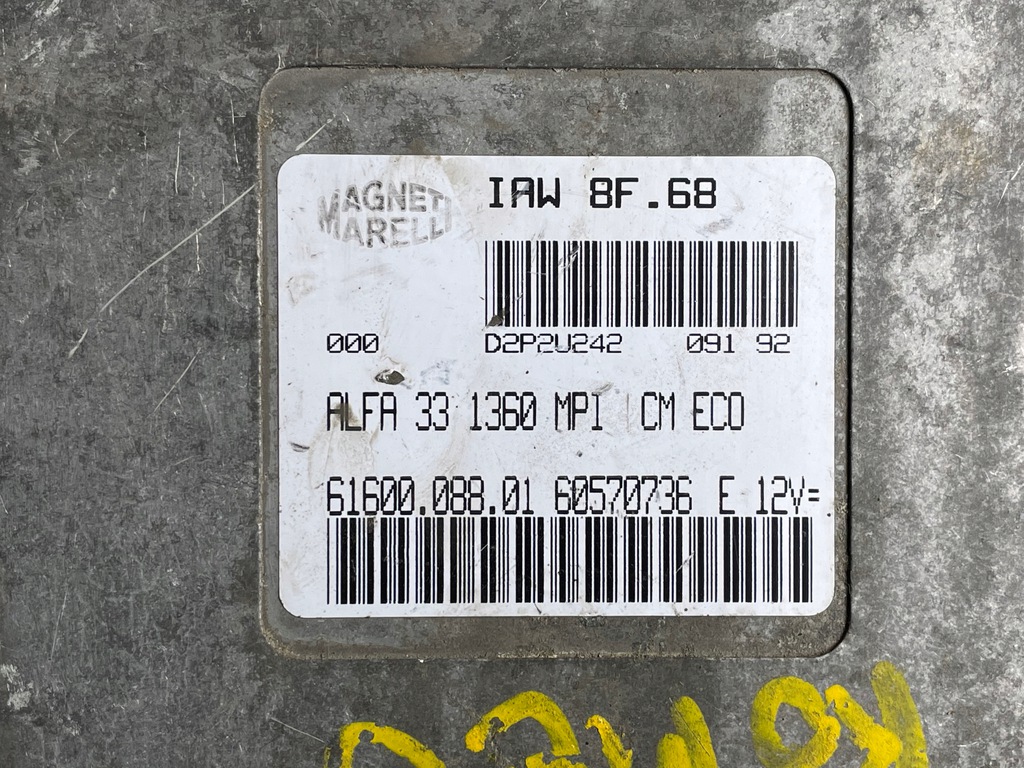 MAGNETI
MARELLI
IAW 8F.68
000 D2P2U242 091 92
ALFA 33 1360 MPI CM ECO
61600.088.01 60570736 E 12V=